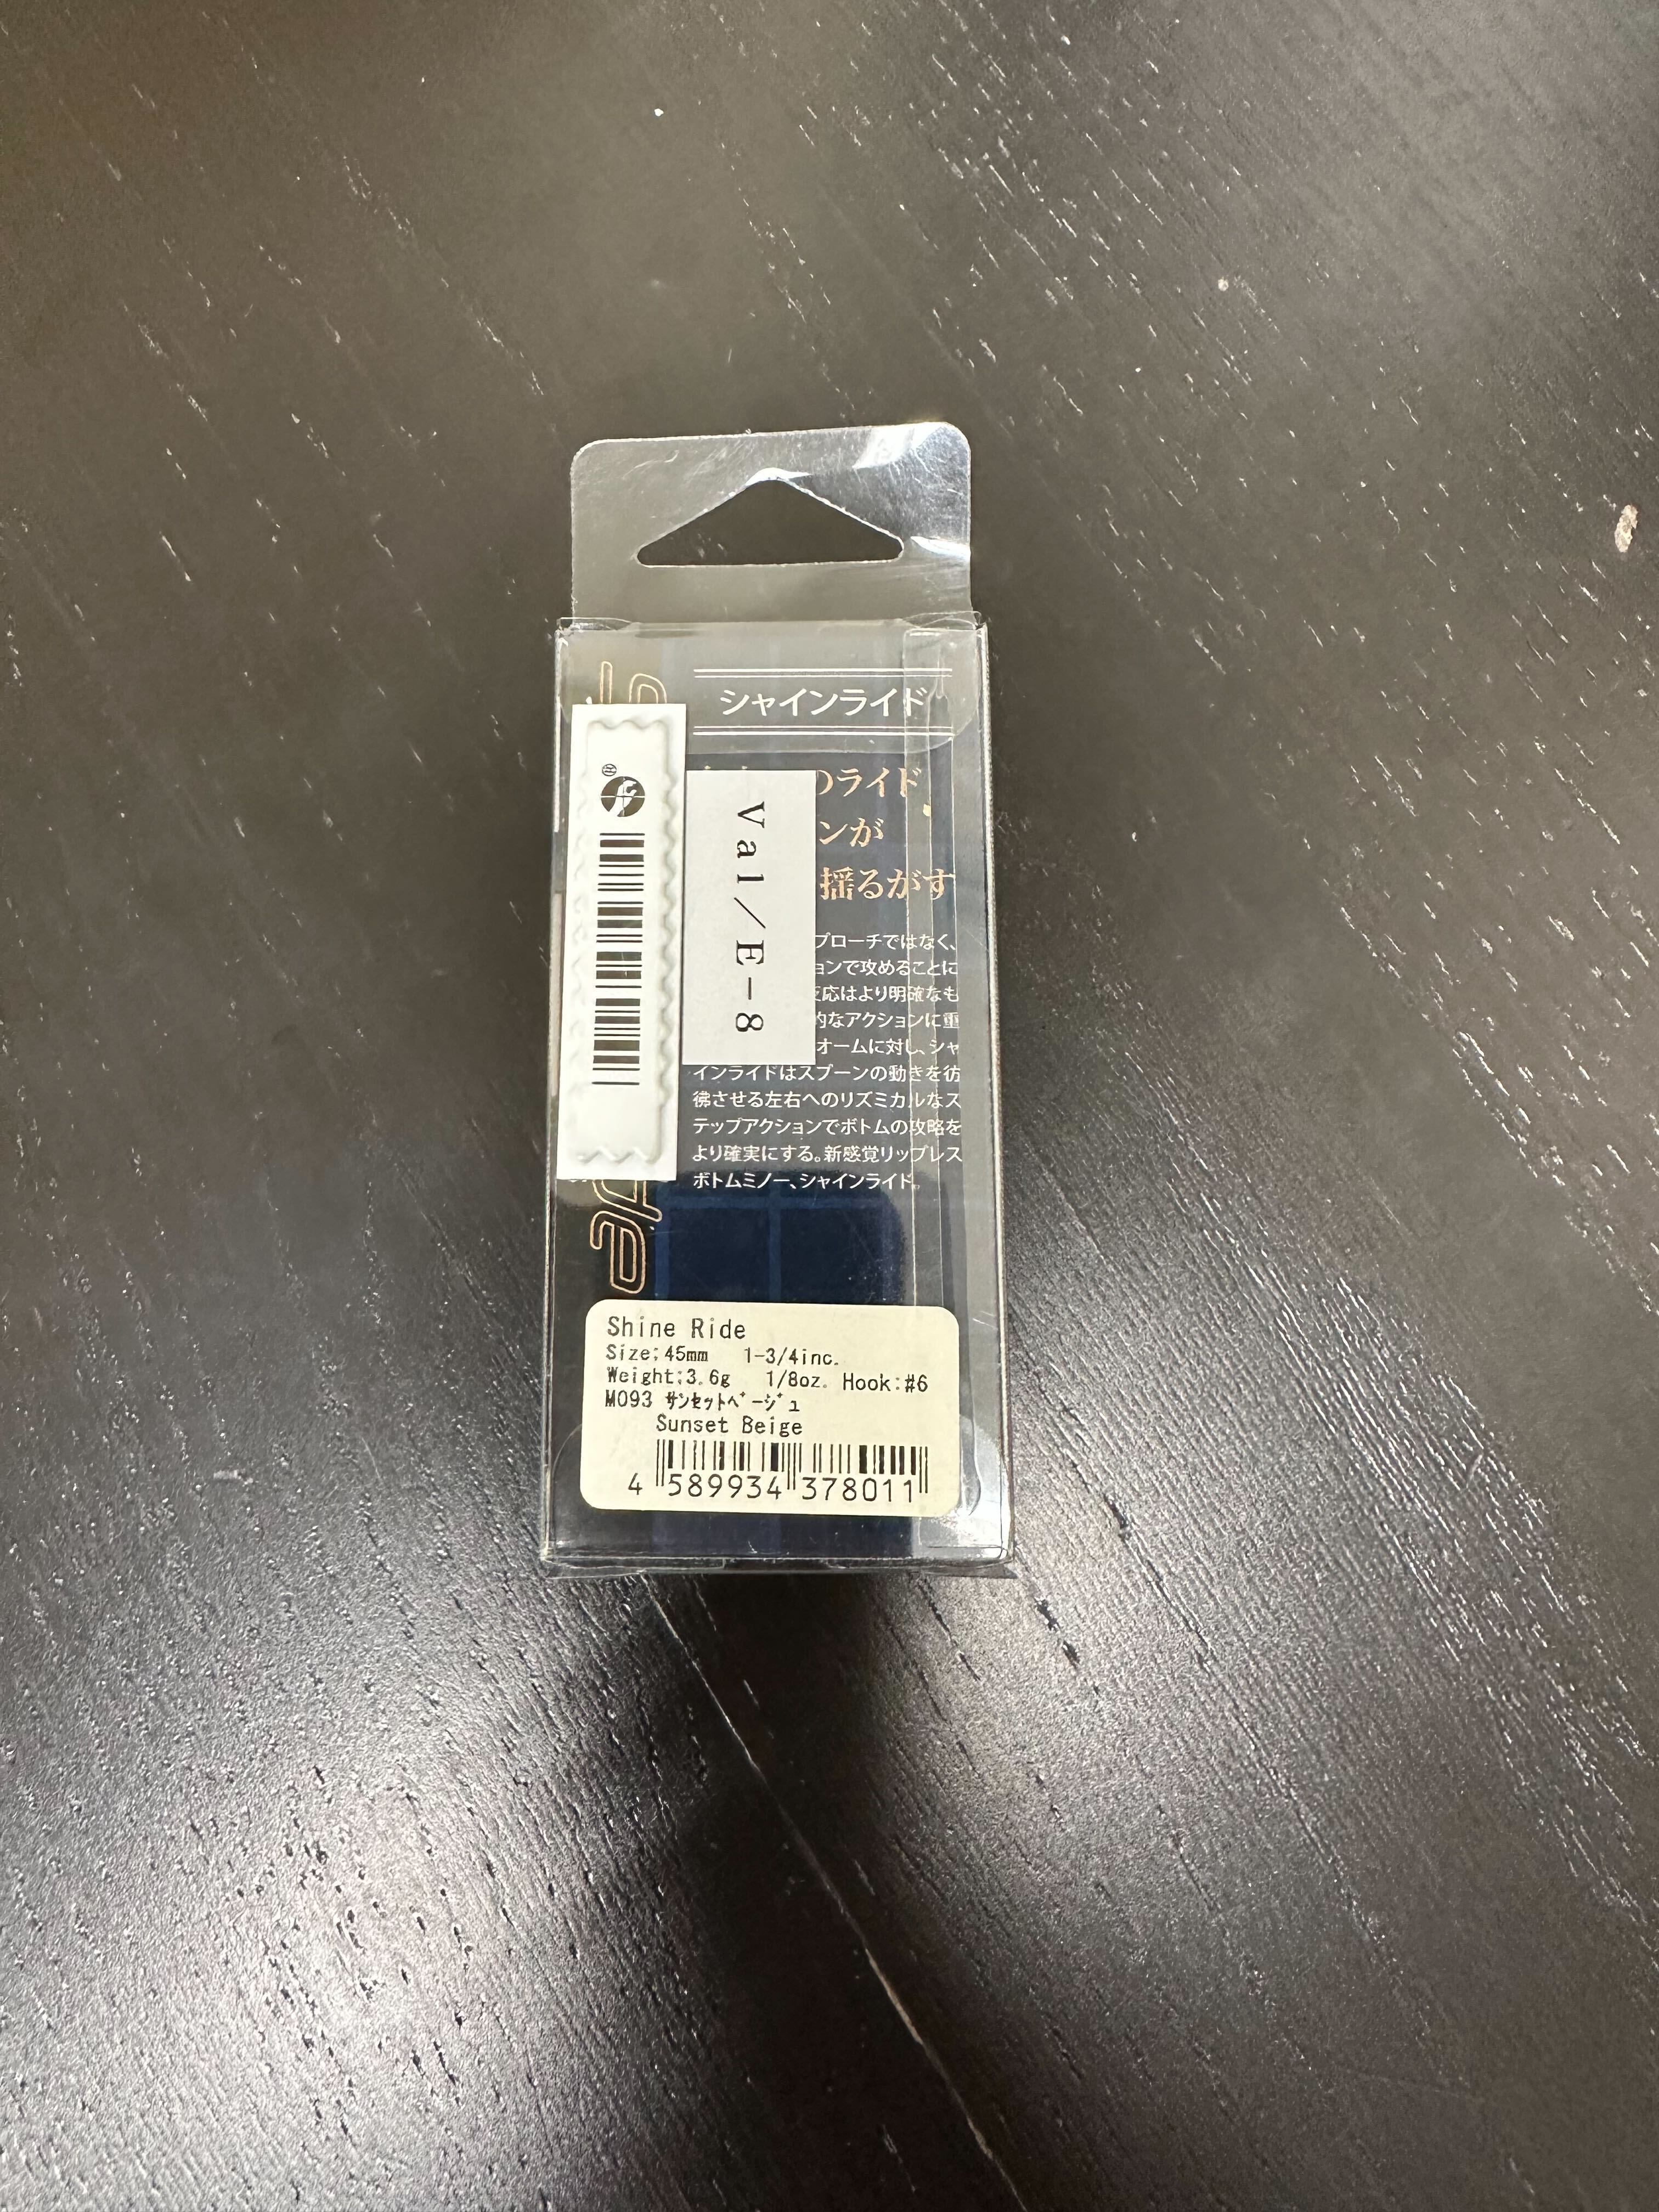 シャインライド
のライド
ンが
揺るがす
プローチではなく、
ョンで攻めることに
応はより明確なも
的なアクションに重
オームに対し、シャ
インライドはスプーンの動きを彷
彿させる左右へのリズミカルなス
テップアクションでボトムの攻略を
より確実にする。新感覚リップレス
ボトムミノー、シャインライド。
Val/E-8
Shine Ride
Size;45mm 1-3/4inc.
Weight;3.6g 1/8oz. Hook:#6
M093 サンセットベージュ
Sunset Beige
4 589934 378011